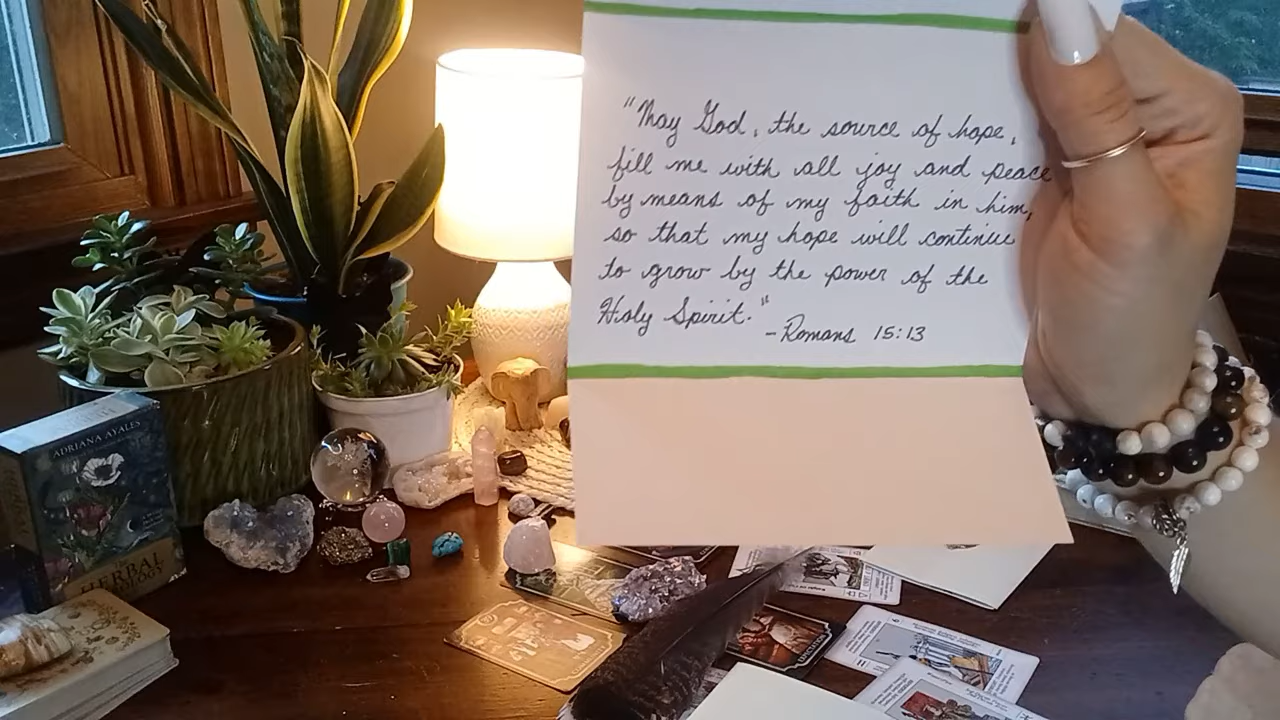 "May God, the source of hope,
fill me with all joy and peace
by means of my faith in him,
so that my hope will continue
to grow by the power of the
Holy Spirit."
-Romans 15:13
ADRIANA AYALES
HERBAL